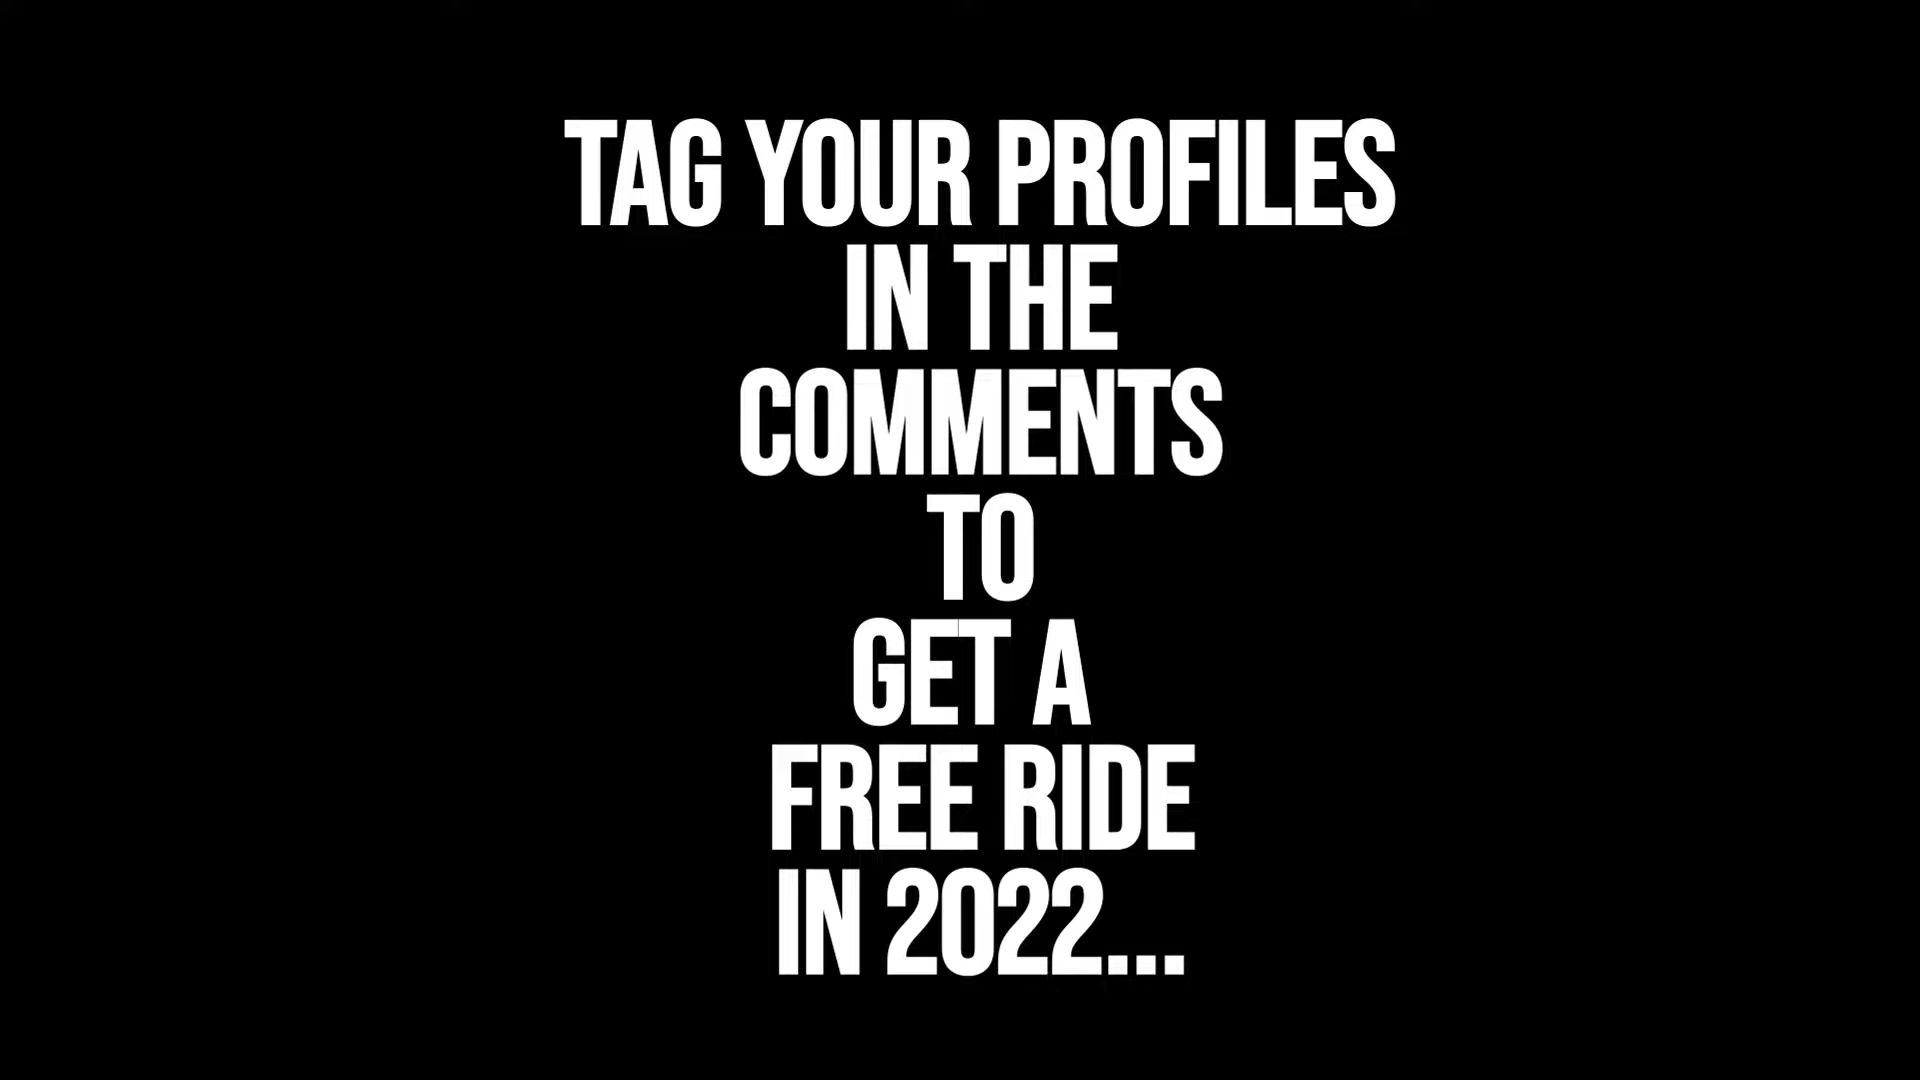 TAG YOUR PROFILES
IN THE
COMMENTS
TO
GET A
FREE RIDE
IN 2022...